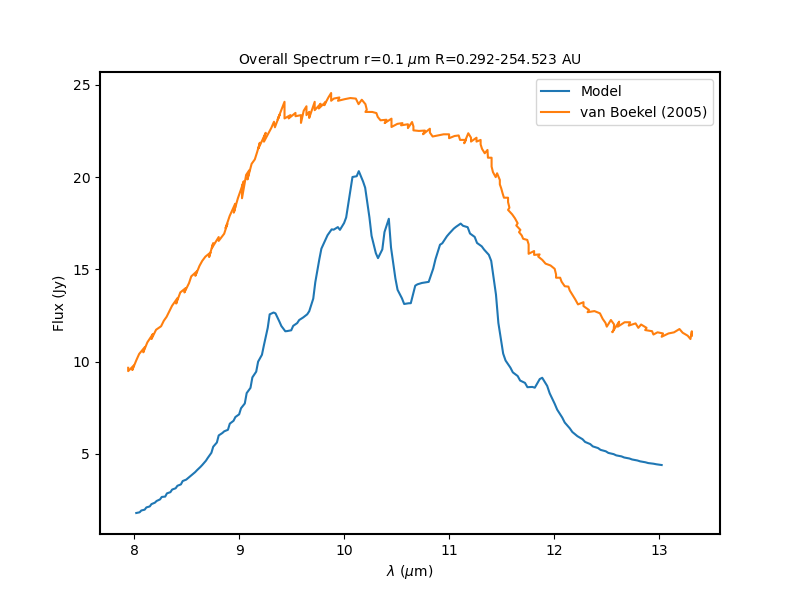 Overall Spectrum r=0.1 μm R=0.292-254.523 AU
Model
van Boekel (2005)
25
20
15
10
5
Flux (Jy)
8 9 10 11 12 13
λ (μm)